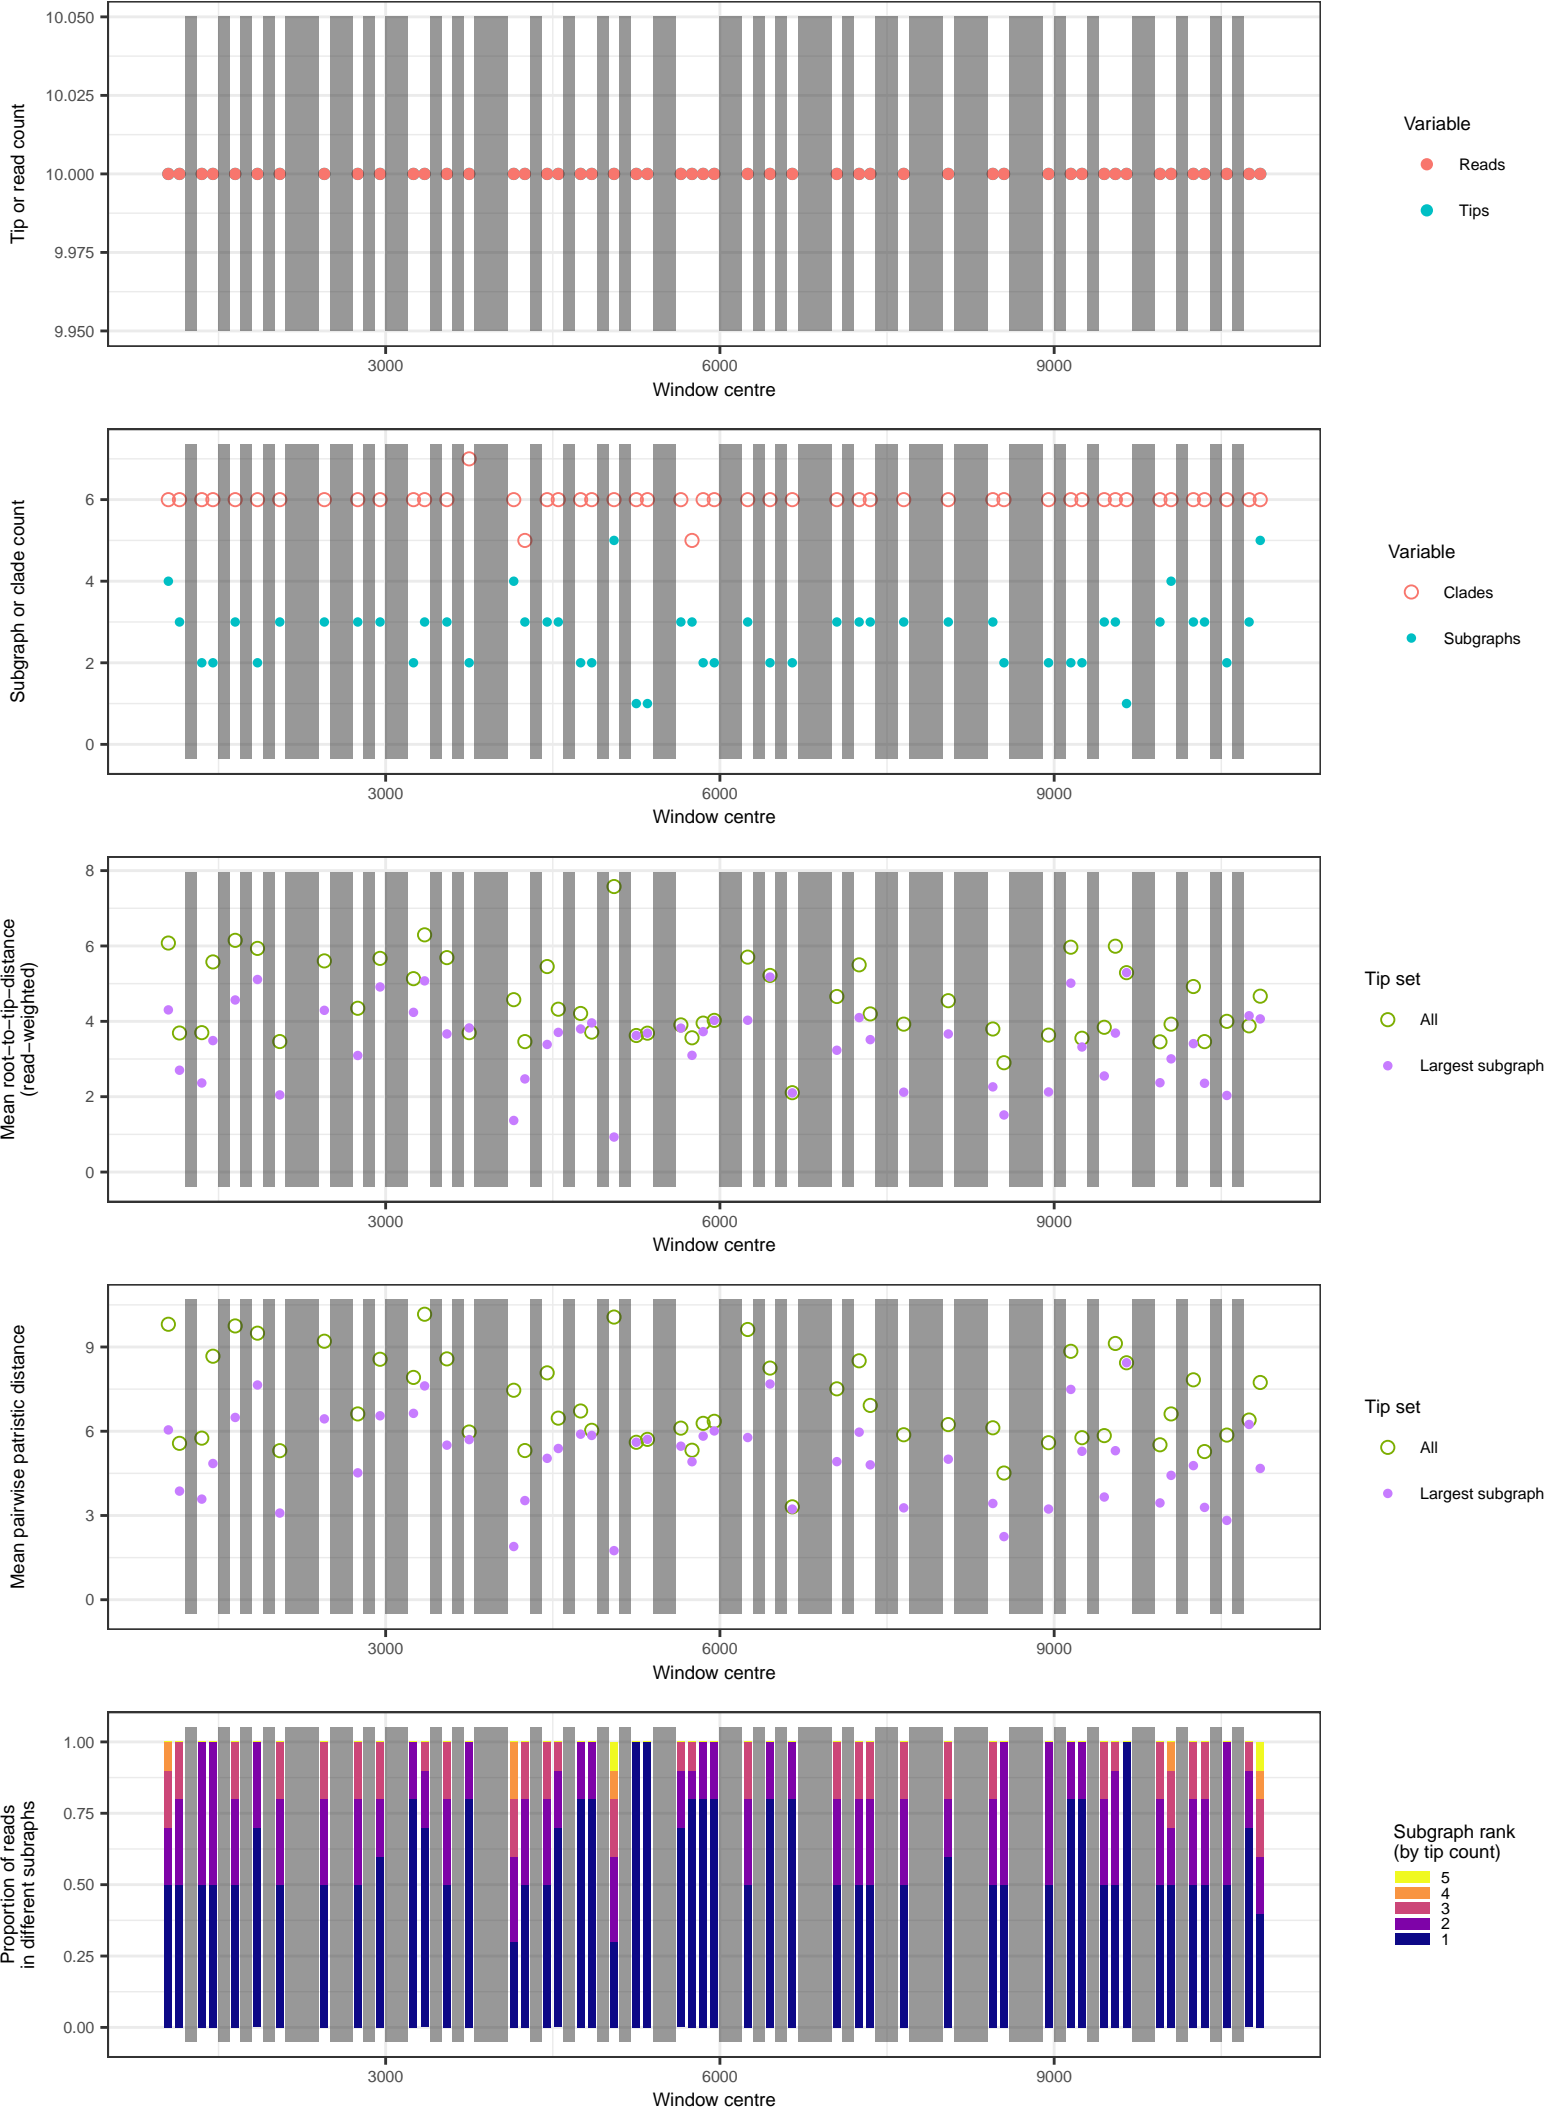 10.050
10.025
10.000
9.975
9.950
Tip or read count
3000
6000
9000
Window centre
Variable
Reads
Tips
6
4
2
0
Subgraph or clade count
3000
6000
9000
Window centre
Variable
Clades
Subgraphs
8
6
4
2
0
Mean root−to−tip−distance
(read−weighted)
3000
6000
9000
Window centre
Tip set
All
Largest subgraph
9
6
3
0
Mean pairwise patristic distance
3000
6000
9000
Window centre
Tip set
All
Largest subgraph
1.00
0.75
0.50
0.25
0.00
Proportion of reads
in different subraphs
3000
6000
9000
Window centre
Subgraph rank
(by tip count)
5
4
3
2
1